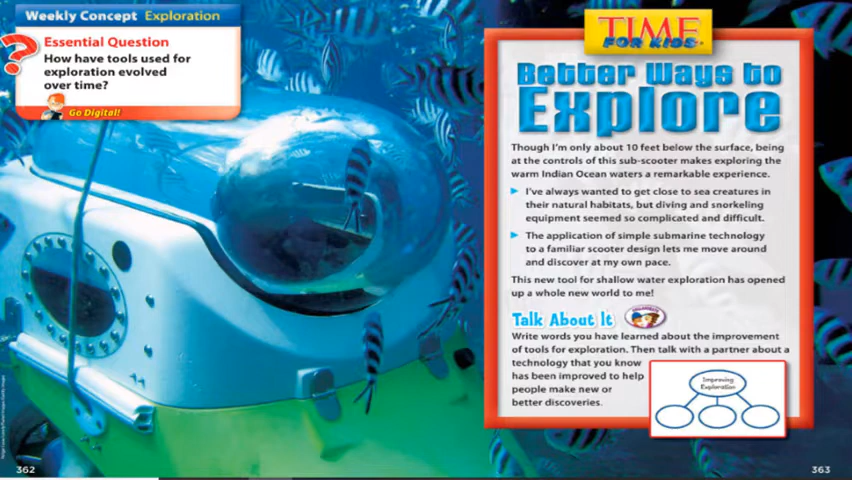 Weekly Concept Exploration
Essential Question
How have tools used for
exploration evolved
over time?
Go Digital!
362
TIME
FOR KIDS
Better Ways to
Explore
Though I'm only about 10 feet below the surface, being
at the controls of this sub-scooter makes exploring the
warm Indian Ocean waters a remarkable experience.
I've always wanted to get close to sea creatures in
their natural habitats, but diving and snorkeling
equipment seemed so complicated and difficult.
The application of simple submarine technology
to a familiar scooter design lets me move around
and discover at my own pace.
This new tool for shallow water exploration has opened
up a whole new world to me!
Talk About It
Write words you have learned about the improvement
of tools for exploration. Then talk with a partner about a
technology that you know
has been improved to help
people make new or
better discoveries.
Improving
Exploration
363